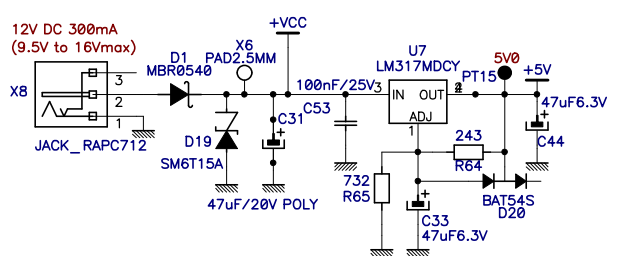 12V DC 300mA
(9.5V to 16Vmax)
X8
3
2
1
JACK_RAPC712
D1
MBR0540
X6
PAD2.5MM
+VCC
D19
SM6T15A
C31
+
47uF/20V POLY
100nF/25V
C53
U7
LM317MDCY
3
IN
OUT
ADJ
1
PT15
5V0
+5V
47uF6.3V
+
C44
243
R64
732
R65
+
C33
47uF6.3V
BAT54S
D20